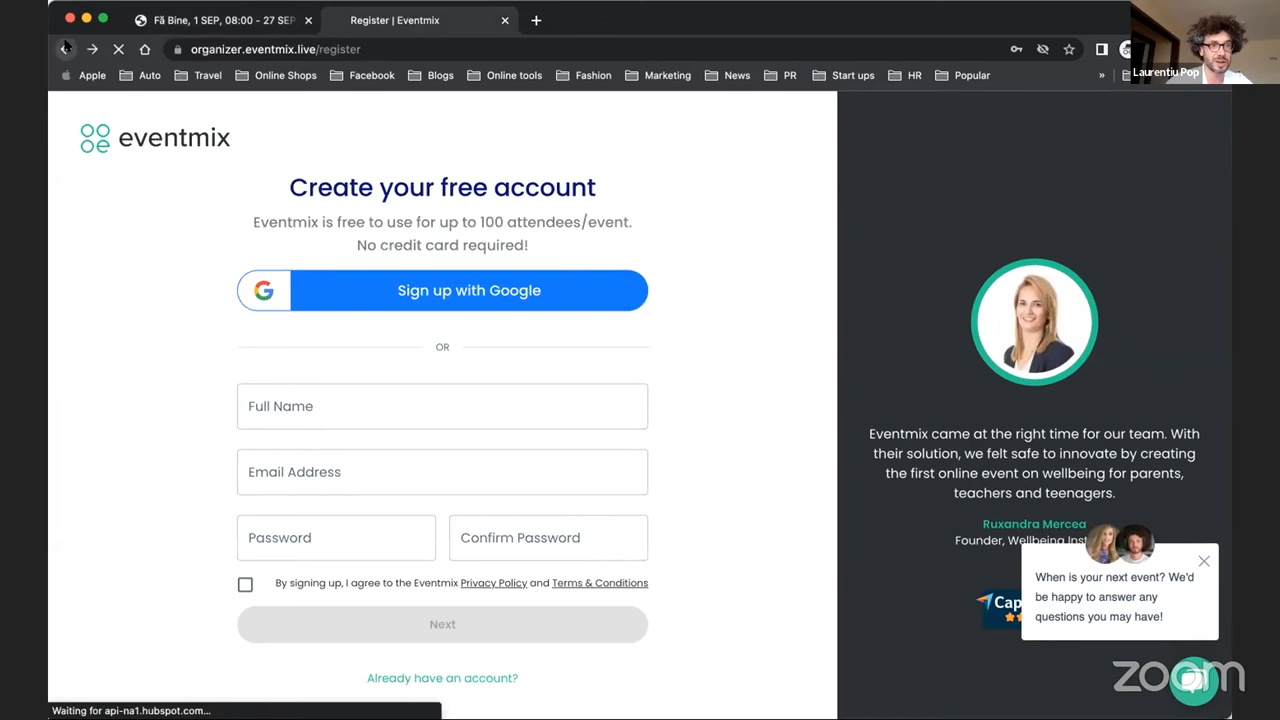 Fă Bine, 1 SEP, 08:00 - 27 SEP
Register | Eventmix
organizer.eventmix.live/register
Apple Auto Travel Online Shops Facebook Blogs Online tools Fashion Marketing News PR Start ups HR Popular »
Laurentiu Pop
eventmix
Create your free account
Eventmix is free to use for up to 100 attendees/event.
No credit card required!
Sign up with Google
OR
Full Name
Email Address
Password Confirm Password
By signing up, I agree to the Eventmix Privacy Policy and Terms & Conditions
Next
Already have an account?
Eventmix came at the right time for our team. With
their solution, we felt safe to innovate by creating
the first online event on wellbeing for parents,
teachers and teenagers.
Ruxandra Mercea
Founder, Wellbeing
Cap
When is your next event? We'd
be happy to answer any
questions you may have!
zoom
Waiting for api-na1.hubspot.com...